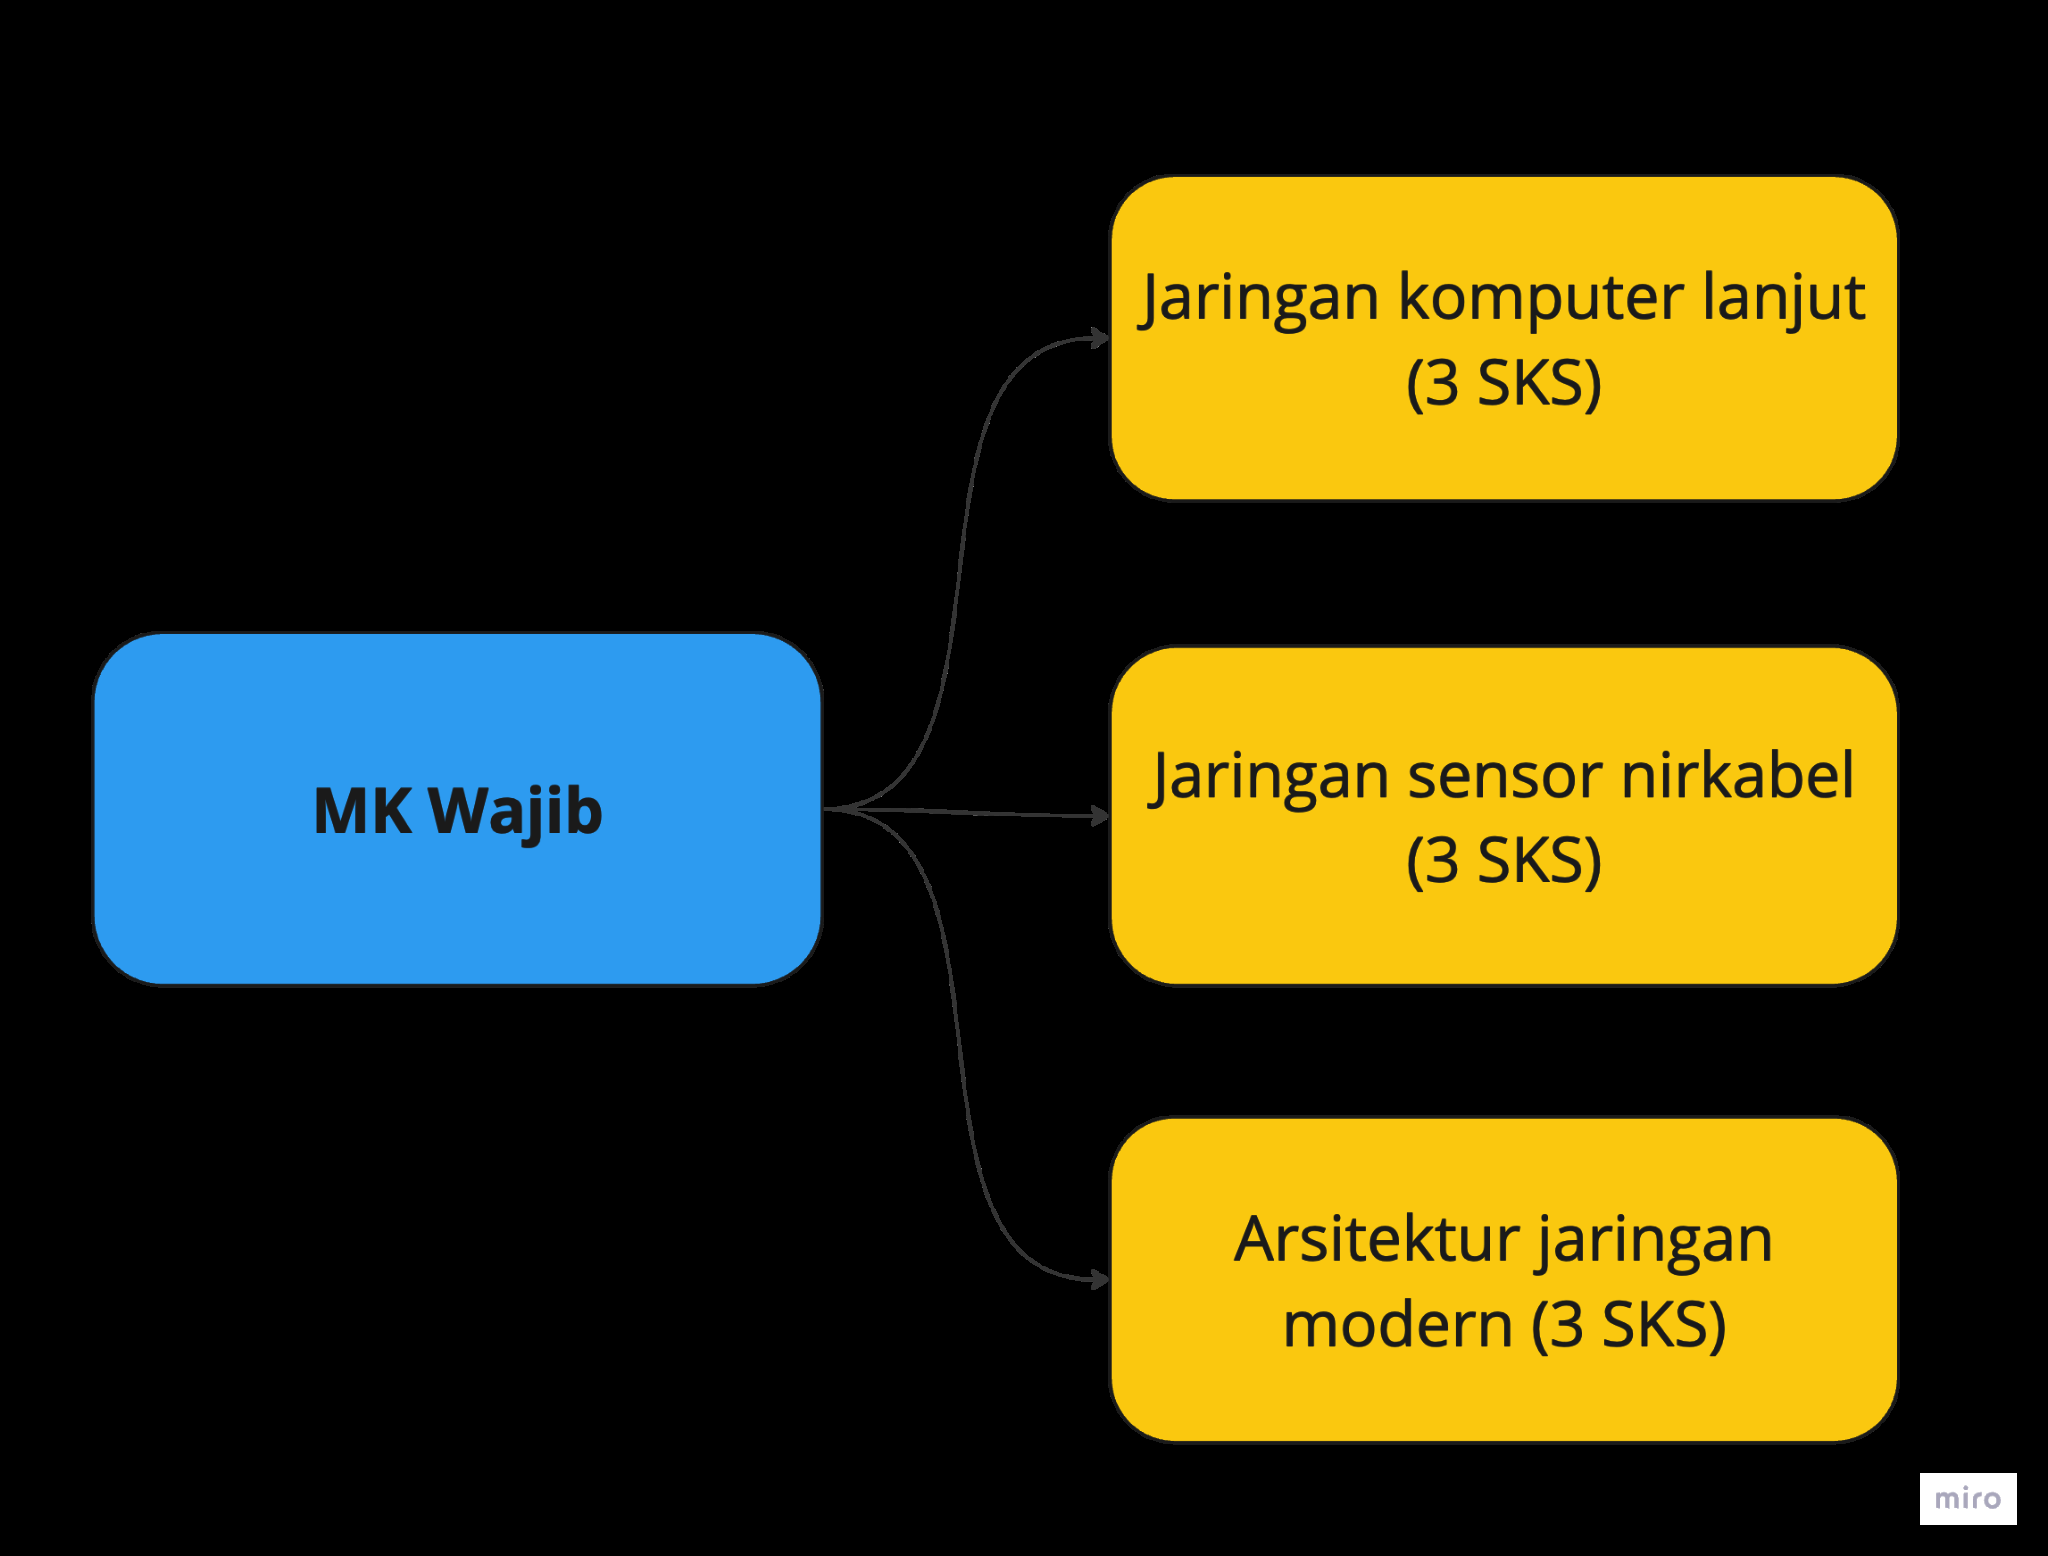 Jaringan komputer lanjut
(3 SKS)
MK Wajib
Jaringan sensor nirkabel
(3 SKS)
Arsitektur jaringan
modern (3 SKS)
miro